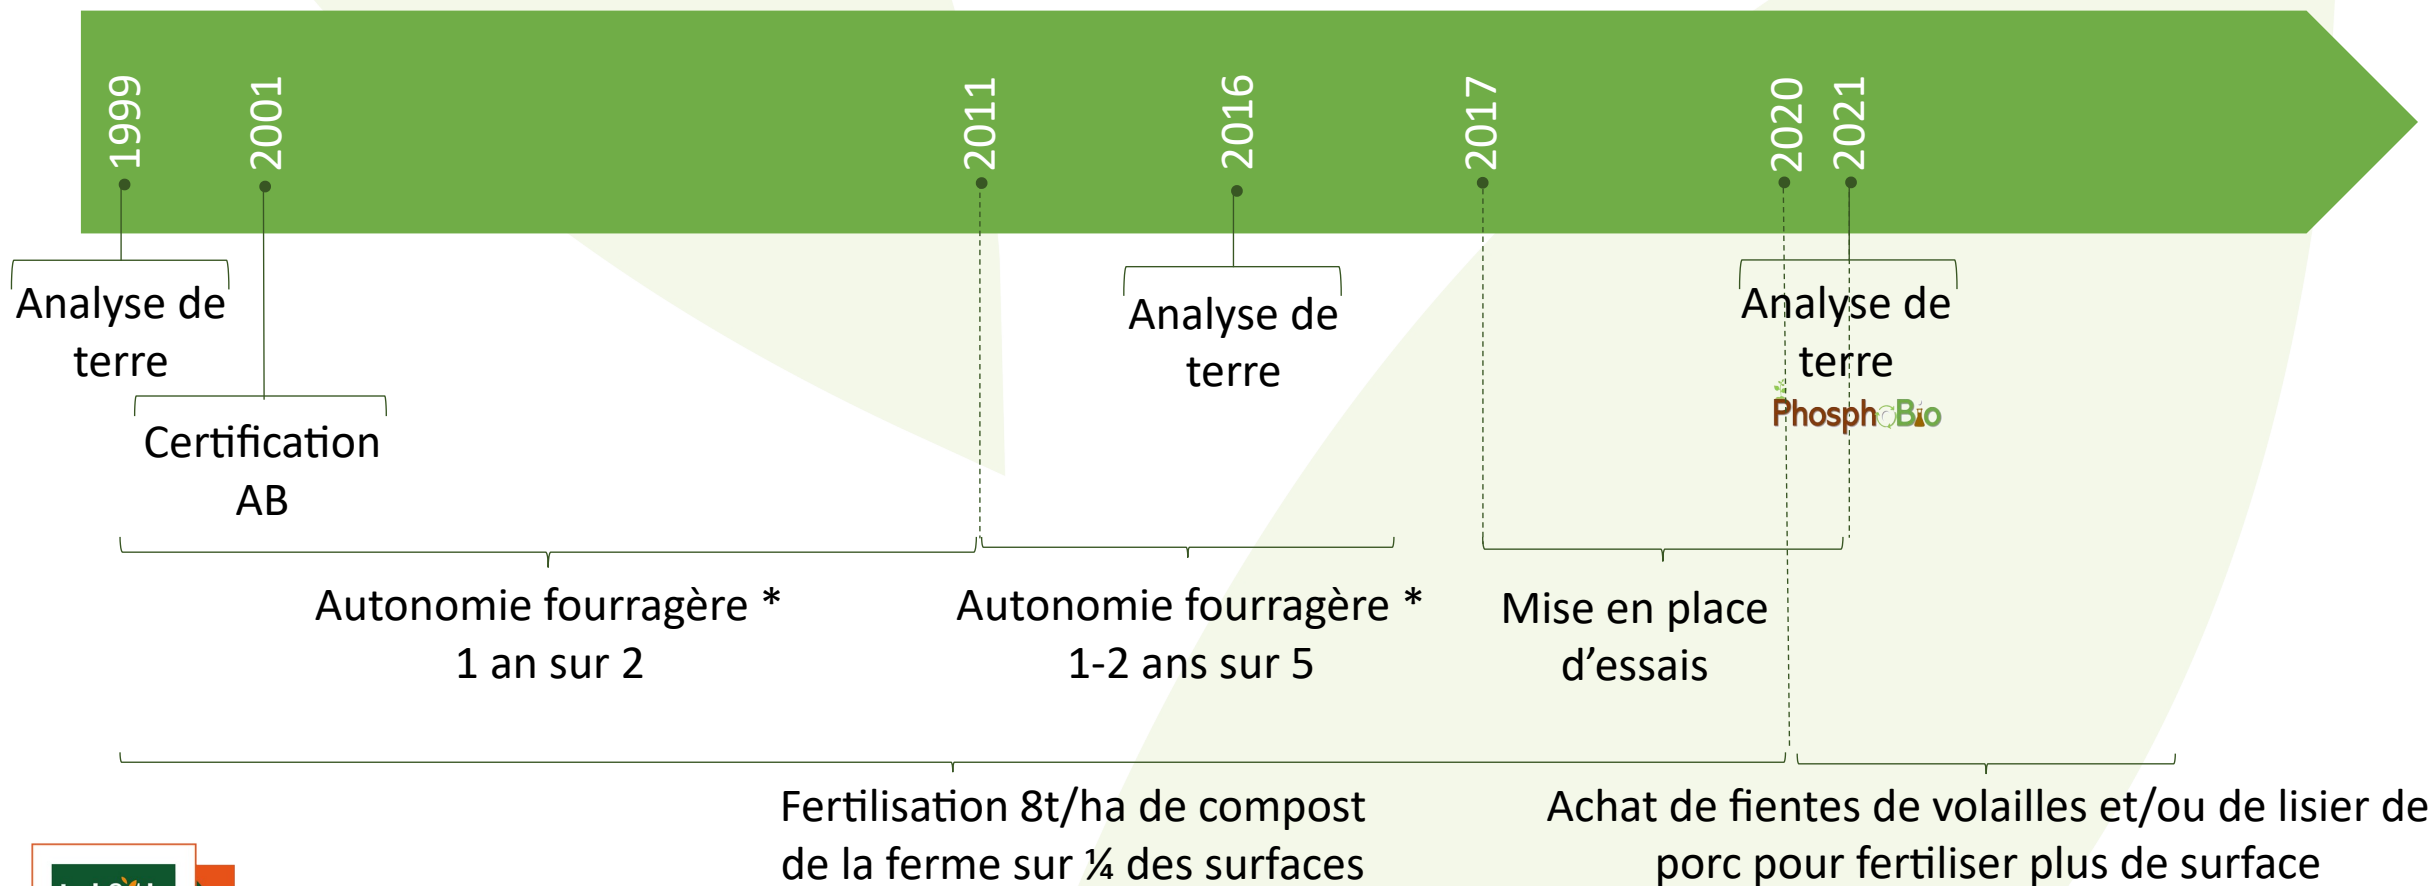 1999
2001
2011
2016
2017
2020
2021
Analyse de
terre
Certification
AB
Analyse de
terre
Analyse de
terre
PhosphoBio
Autonomie fourragère *
1 an sur 2
Autonomie fourragère *
1-2 ans sur 5
Mise en place
d’essais
Fertilisation 8t/ha de compost
de la ferme sur ¼ des surfaces
Achat de fientes de volailles et/ou de lisier de
porc pour fertiliser plus de surface